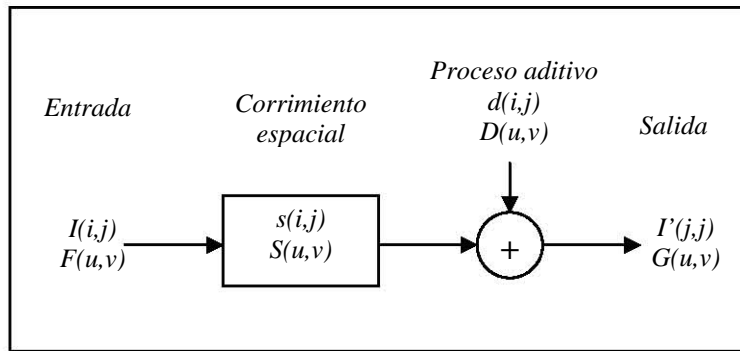 Proceso aditivo
d(i,j)
D(u,v)
Entrada
Corrimiento
espacial
Salida
I(i,j)
F(u,v)
s(i,j)
S(u,v)
+
I’(j,j)
G(u,v)